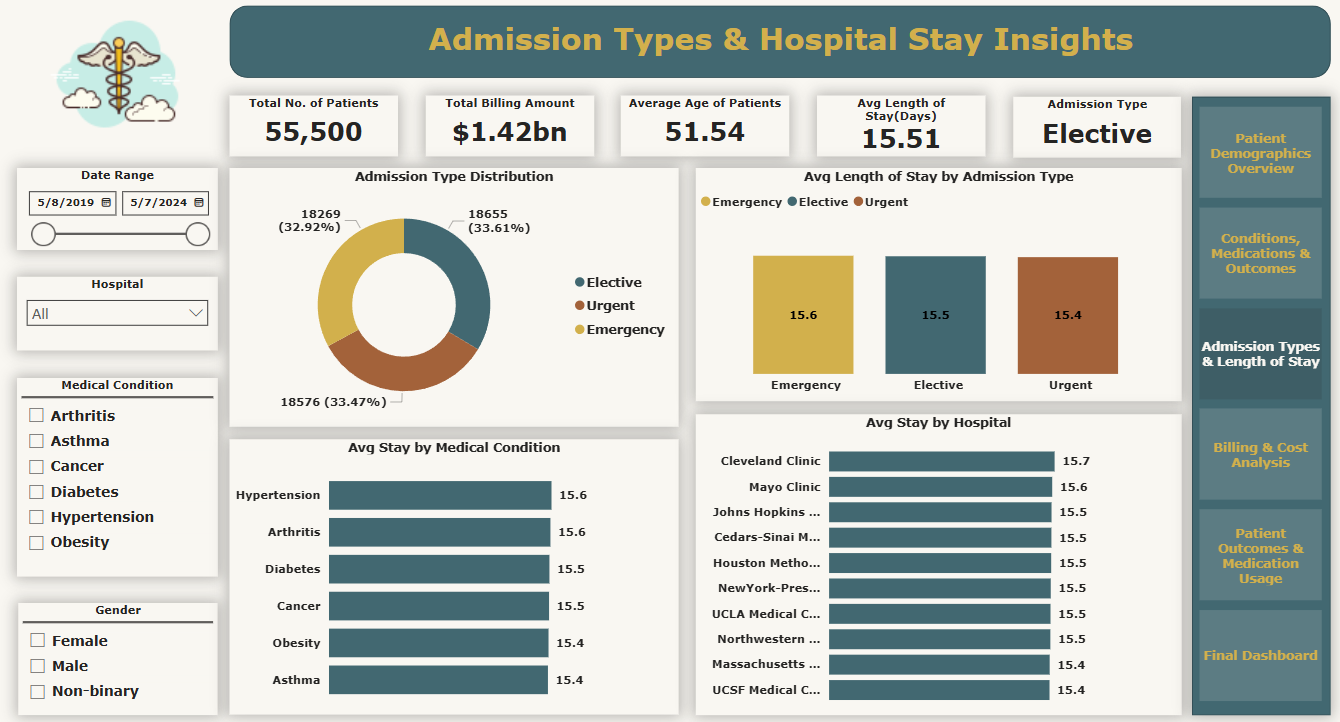 Admission Types & Hospital Stay Insights
Total No. of Patients
55,500
Total Billing Amount
$1.42bn
Average Age of Patients
51.54
Avg Length of
Stay(Days)
15.51
Admission Type
Elective
Date Range
5/8/2019
5/7/2024
Hospital
All
Medical Condition
Arthritis
Asthma
Cancer
Diabetes
Hypertension
Obesity
Gender
Female
Male
Non-binary
Admission Type Distribution
18269
(32.92%)
18655
(33.61%)
18576 (33.47%)
Elective
Urgent
Emergency
Avg Length of Stay by Admission Type
Emergency Elective Urgent
15.6
15.5
15.4
Emergency
Elective
Urgent
Avg Stay by Medical Condition
Hypertension 15.6
Arthritis 15.6
Diabetes 15.5
Cancer 15.5
Obesity 15.4
Asthma 15.4
Avg Stay by Hospital
Cleveland Clinic 15.7
Mayo Clinic 15.6
Johns Hopkins ... 15.5
Cedars-Sinai M... 15.5
Houston Metho... 15.5
NewYork-Pres... 15.5
UCLA Medical C... 15.5
Northwestern ... 15.5
Massachusetts ... 15.4
UCSF Medical C... 15.4
Patient
Demographics
Overview
Conditions,
Medications &
Outcomes
Admission Types
& Length of Stay
Billing & Cost
Analysis
Patient
Outcomes &
Medication
Usage
Final Dashboard